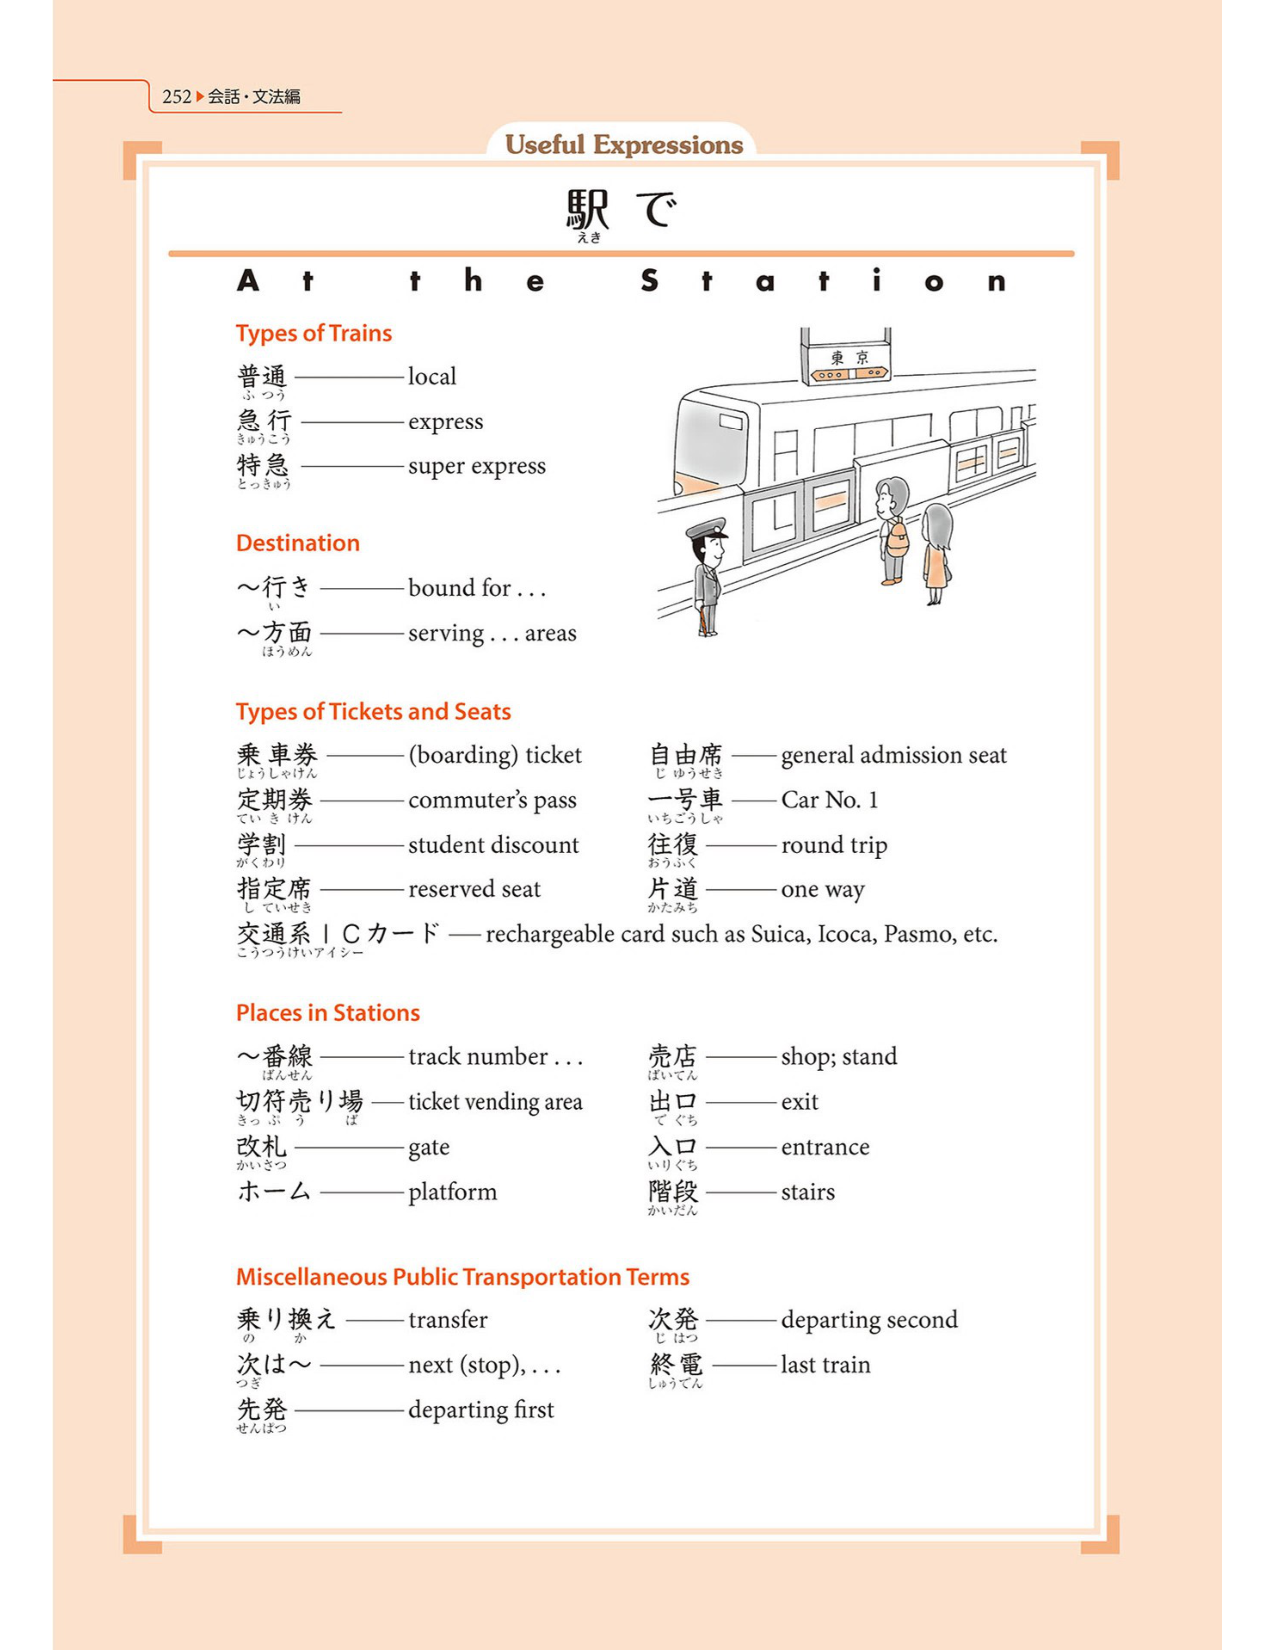 252▶会話・文法編
Useful Expressions
駅で
えき
At the Station
東京
Types of Trains
普通 local
ふつう
急行 express
きゅうこう
特急 super express
とっきゅう
Destination
〜行き bound for . . .
い
〜方面 serving . . . areas
ほうめん
Types of Tickets and Seats
乗車券 (boarding) ticket
じょうしゃけん
定期券 commuter’s pass
ていきけん
学割 student discount
がくわり
指定席 reserved seat
していせき
自由席 general admission seat
じゆうせき
一号車 Car No. 1
いちごうしゃ
往復 round trip
おうふく
片道 one way
かたみち
交通系ICカード rechargeable card such as Suica, Icoca, Pasmo, etc.
こうつうけいアイシー
Places in Stations
〜番線 track number . . .
ばんせん
切符売り場 ticket vending area
きっぷ う ば
改札 gate
かいさつ
ホーム platform
売店 shop; stand
ばいてん
出口 exit
でぐち
入口 entrance
いりぐち
階段 stairs
かいだん
Miscellaneous Public Transportation Terms
乗り換え transfer
の か
次は〜 next (stop), . . .
つぎ
先発 departing first
せんぱつ
次発 departing second
じはつ
終電 last train
しゅうでん